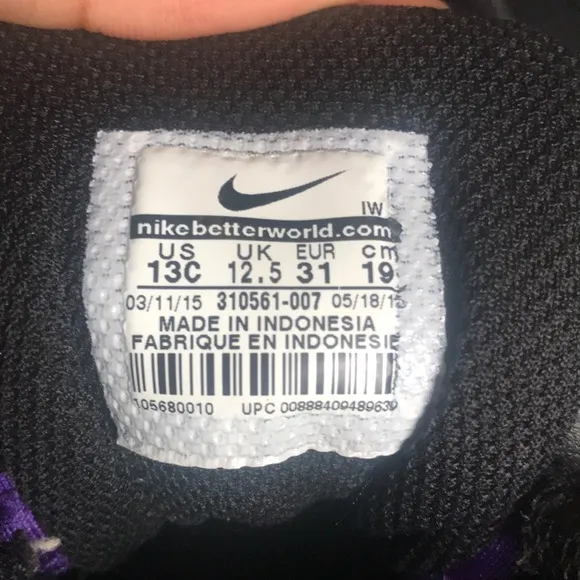 IW
nikebetterworld.com
US UK EUR cm
13C 12.5 31 19
03/11/15 310561-007 05/18/15
MADE IN INDONESIA
FABRIQUE EN INDONESIE
105680010 UPC 00888409489639